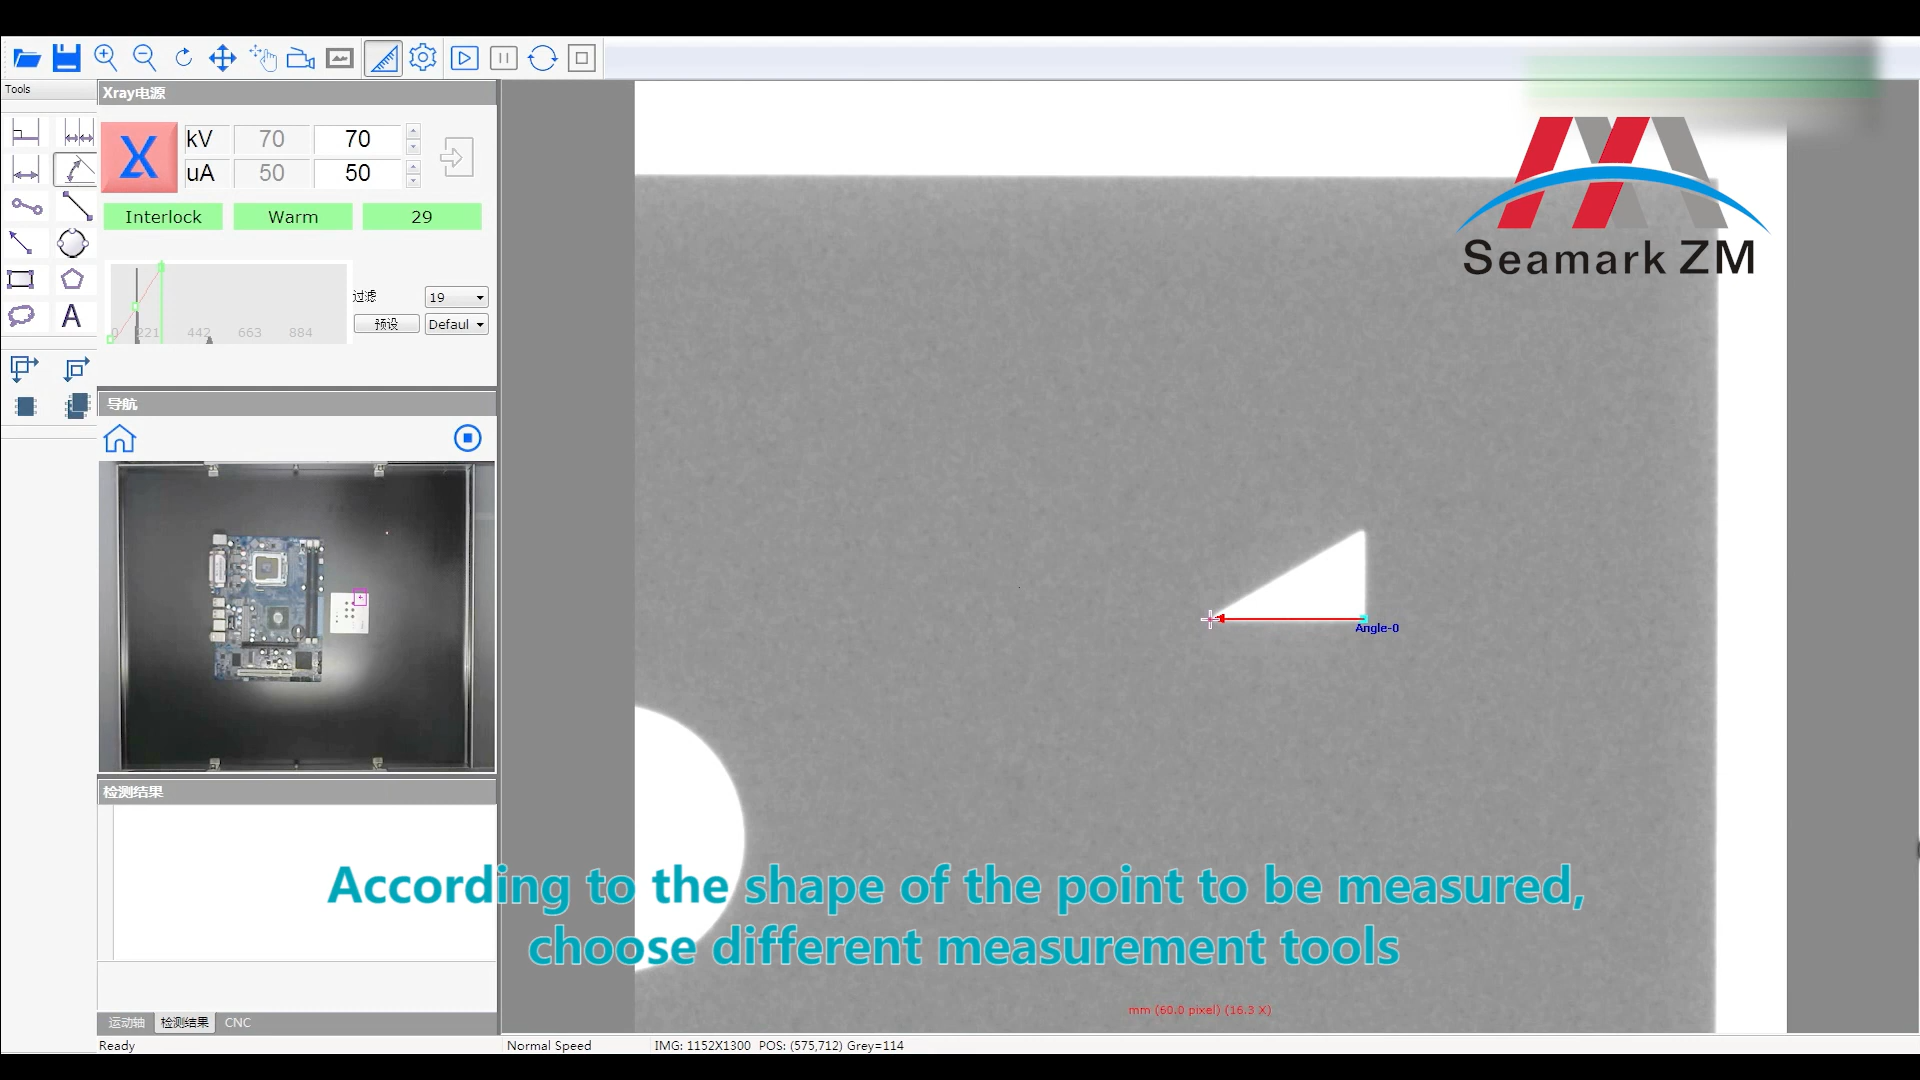 Tools
Xray电源
kV 70 70
uA 50 50
Interlock Warm 29
过滤 19
0 221 442 663 884
预设 Defaul
A
导航
检测结果
运动轴 检测结果 CNC
Ready Normal Speed IMG: 1152X1300 POS: (575,712) Grey=114
Seamark ZM
Angle-0
According to the shape of the point to be measured,
choose different measurement tools
mm (60.0 pixel) (16.3 X)